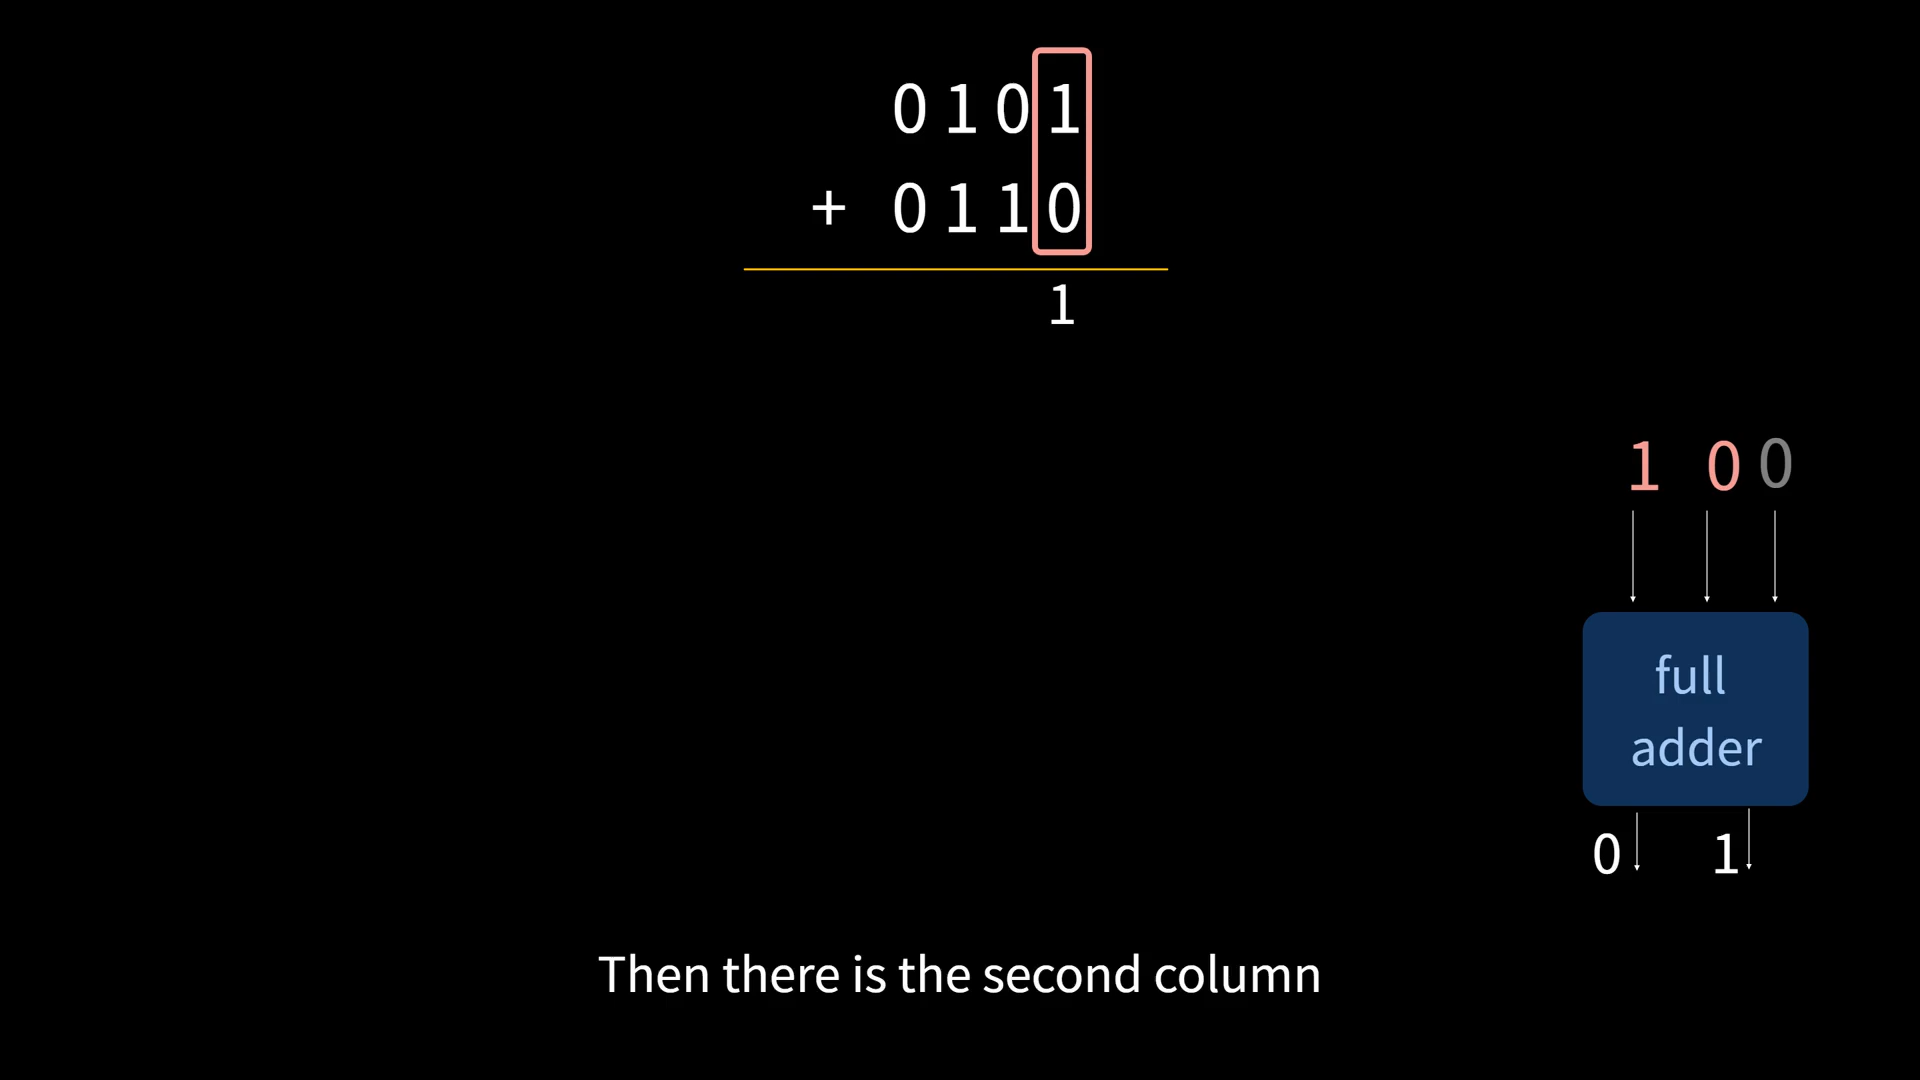 0 1 0 1
+ 0 1 1 0
1
1 0 0
full
adder
0 1
Then there is the second column